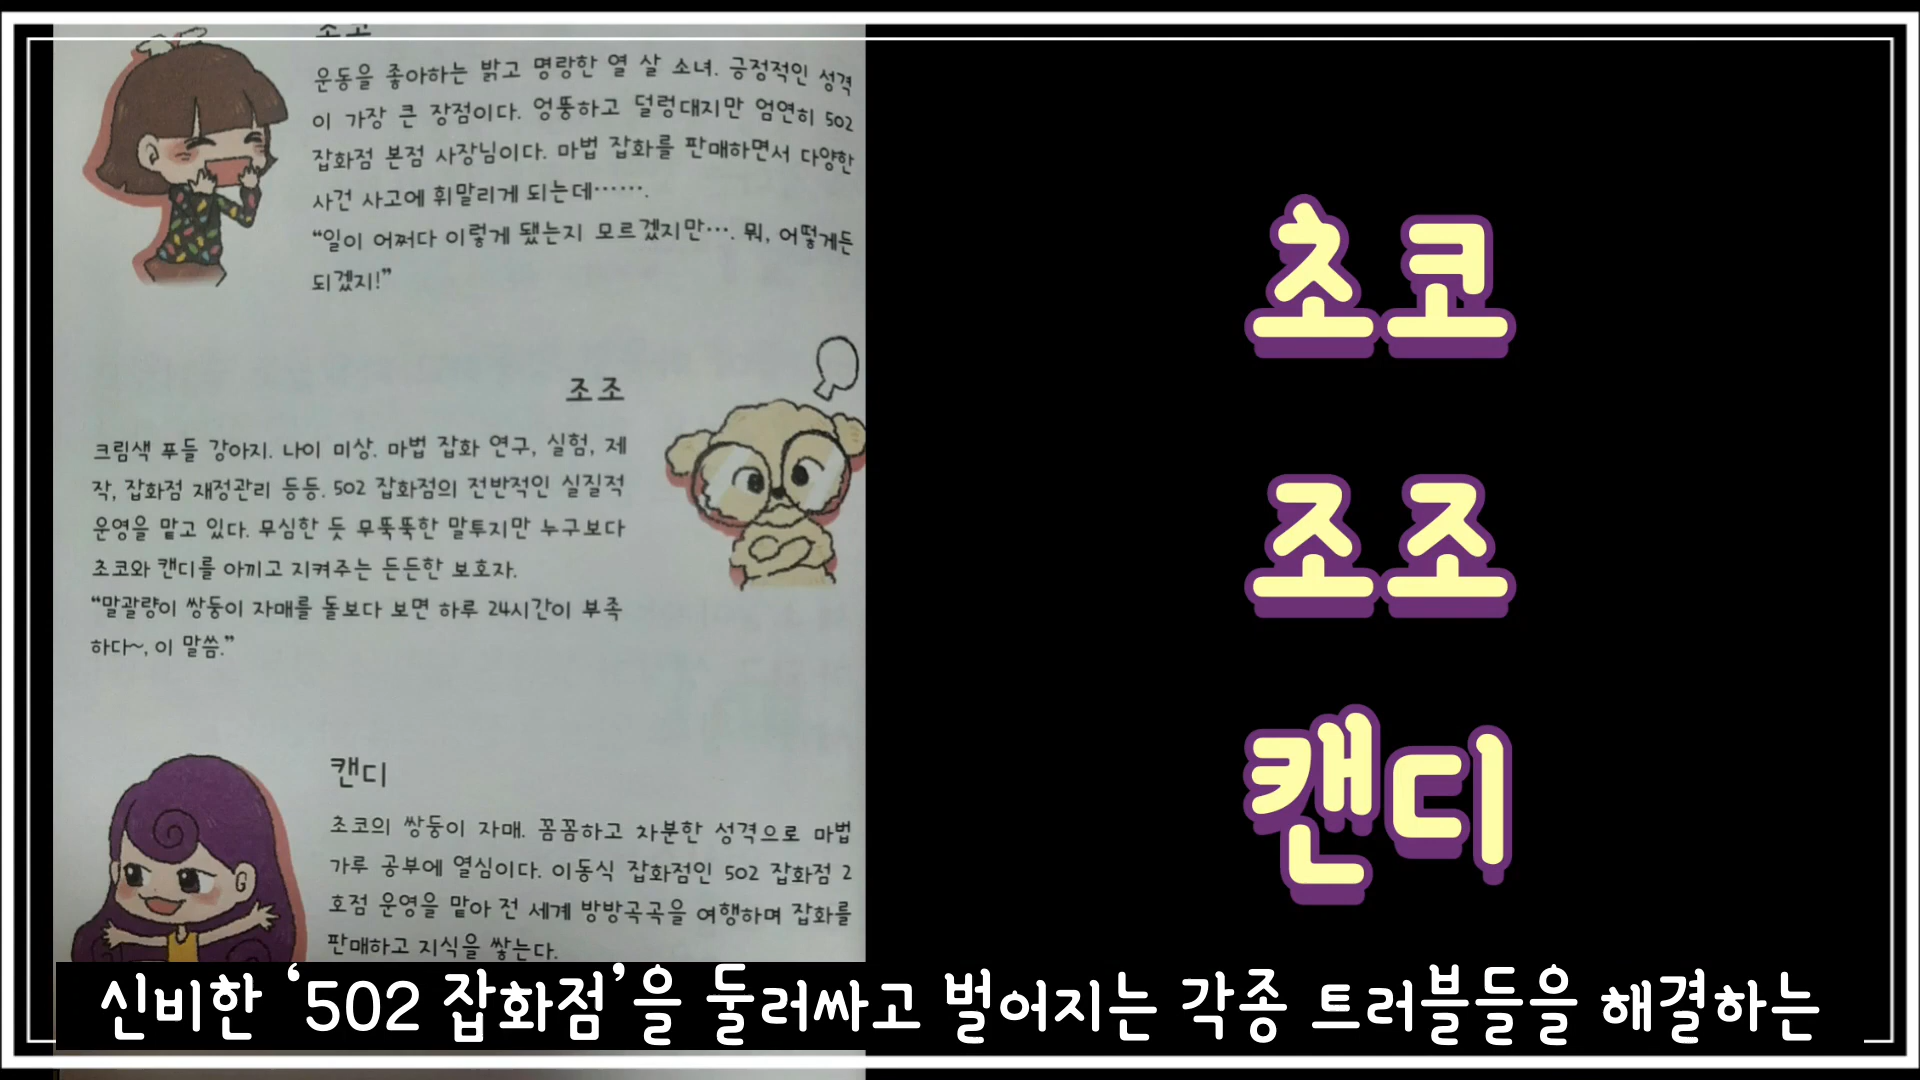 초코
운동을 좋아하는 밝고 명랑한 열 살 소녀. 긍정적인 성격
이 가장 큰 장점이다. 엉뚱하고 덜렁대지만 엄연히 502
잡화점 본점 사장님이다. 마법 잡화를 판매하면서 다양한
사건 사고에 휘말리게 되는데…….
“일이 어쩌다 이렇게 됐는지 모르겠지만…. 뭐, 어떻게든
되겠지!”
조조
크림색 푸들 강아지. 나이 미상. 마법 잡화 연구, 실험, 제
작, 잡화점 재정관리 등등. 502 잡화점의 전반적인 실질적
운영을 맡고 있다. 무심한 듯 무뚝뚝한 말투지만 누구보다
초코와 캔디를 아끼고 지켜주는 든든한 보호자.
“말괄량이 쌍둥이 자매를 돌보다 보면 하루 24시간이 부족
하다~, 이 말씀.”
캔디
초코의 쌍둥이 자매. 꼼꼼하고 차분한 성격으로 마법
가루 공부에 열심이다. 이동식 잡화점인 502 잡화점 2
호점 운영을 맡아 전 세계 방방곡곡을 여행하며 잡화를
판매하고 지식을 쌓는다.
초코
조조
캔디
신비한 ‘502 잡화점’을 둘러싸고 벌어지는 각종 트러블들을 해결하는